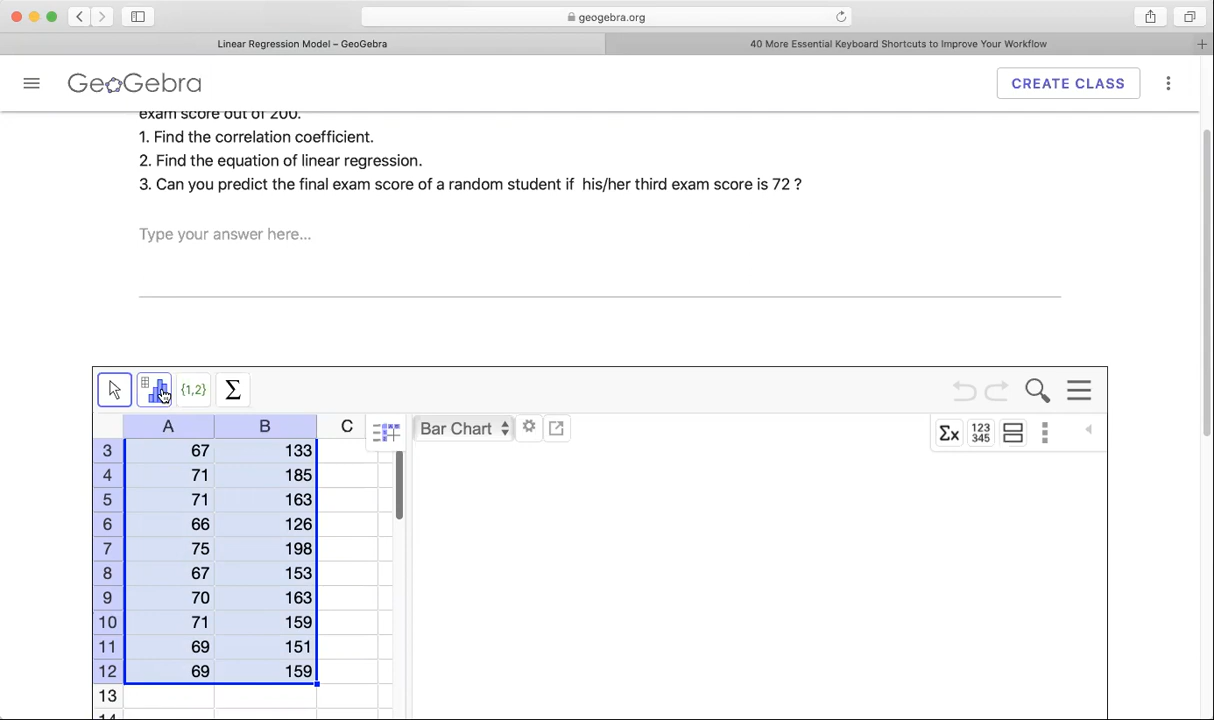 geogebra.org
Linear Regression Model – GeoGebra
40 More Essential Keyboard Shortcuts to Improve Your Workflow
GeoGebra
CREATE CLASS
exam score out of 200.
1. Find the correlation coefficient.
2. Find the equation of linear regression.
3. Can you predict the final exam score of a random student if his/her third exam score is 72 ?
Type your answer here...
{1,2} Σ
A B C
Bar Chart
Σx 123 345
3 67 133
4 71 185
5 71 163
6 66 126
7 75 198
8 67 153
9 70 163
10 71 159
11 69 151
12 69 159
13